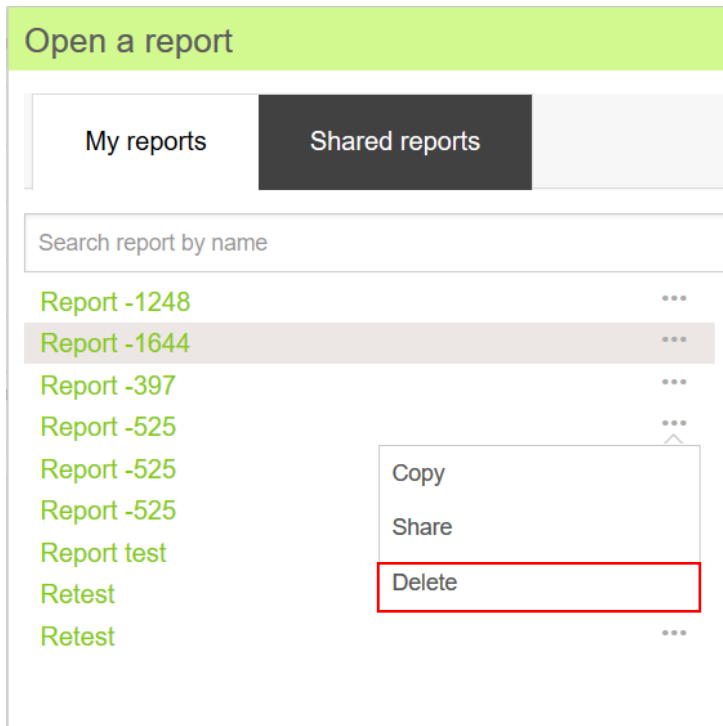 Open a report
My reports
Shared reports
Search report by name
Report -1248
Report -1644
Report -397
Report -525
Report -525
Report -525
Report test
Retest
Retest
Copy
Share
Delete